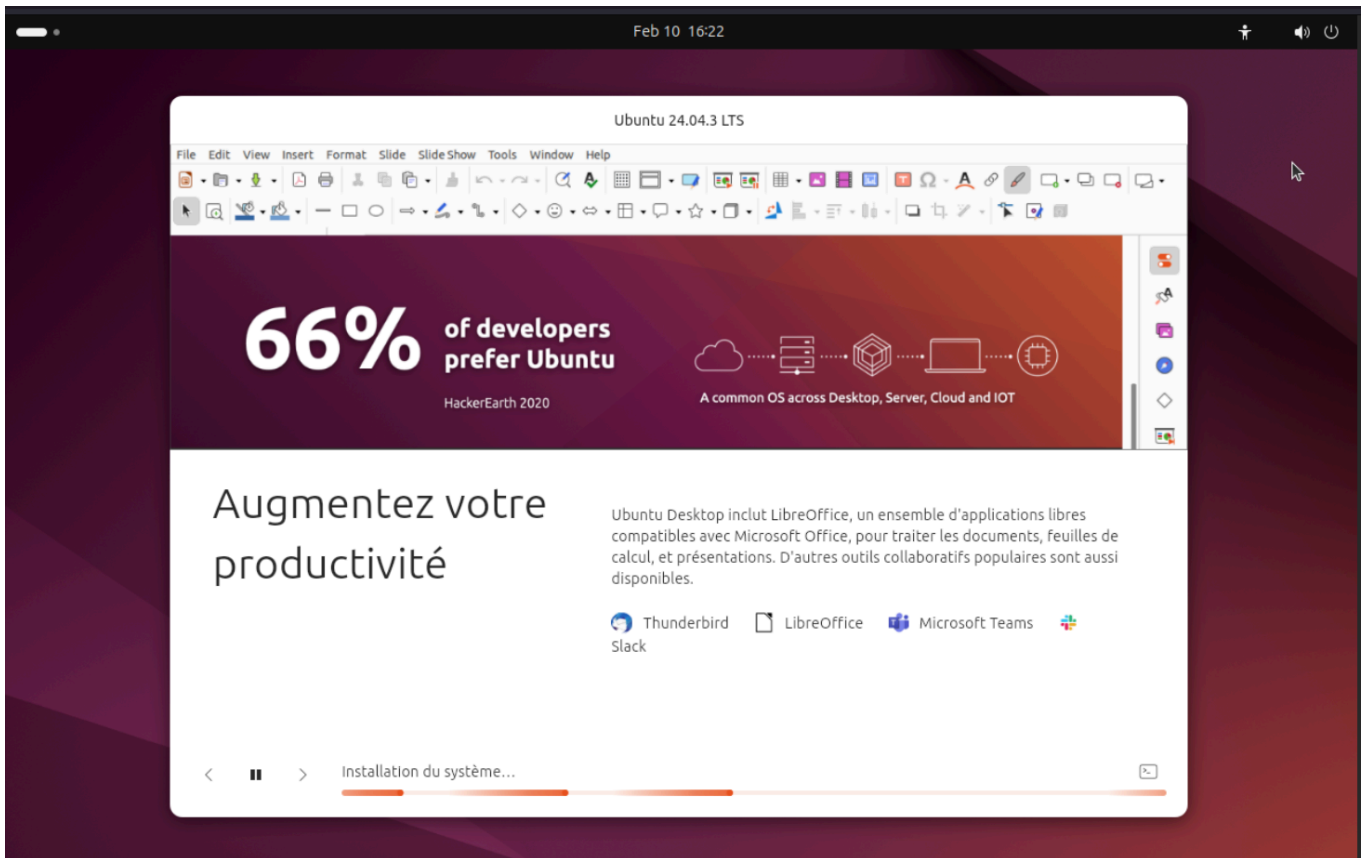 Feb 10 16:22
Ubuntu 24.04.3 LTS
File Edit View Insert Format Slide Slide Show Tools Window Help
66% of developers
prefer Ubuntu
HackerEarth 2020
A common OS across Desktop, Server, Cloud and IOT
Augmentez votre
productivité
Ubuntu Desktop inclut LibreOffice, un ensemble d'applications libres
compatibles avec Microsoft Office, pour traiter les documents, feuilles de
calcul, et présentations. D'autres outils collaboratifs populaires sont aussi
disponibles.
Thunderbird LibreOffice Microsoft Teams
Slack
Installation du système...